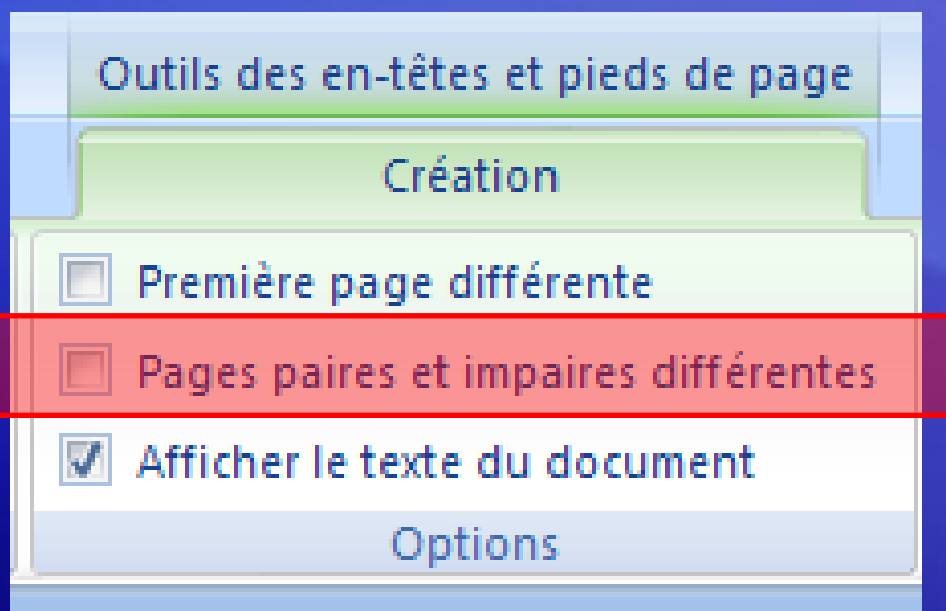 Outils des en-têtes et pieds de page
Création
Première page différente
Pages paires et impaires différentes
Afficher le texte du document
Options